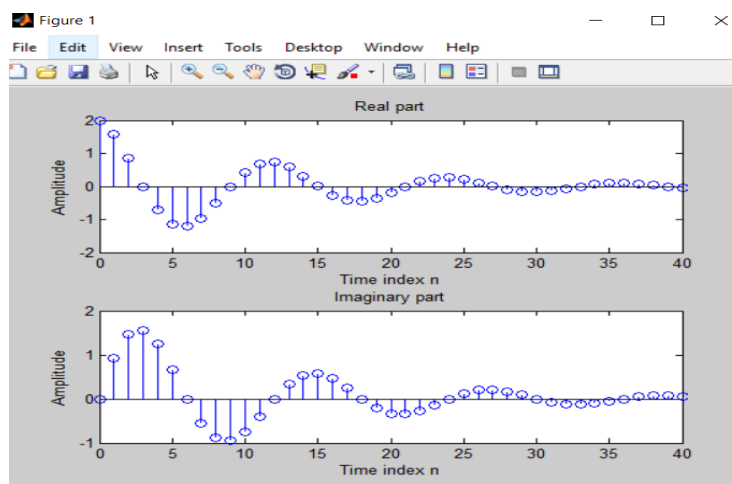 Figure 1
File Edit View Insert Tools Desktop Window Help
Real part
2
1
0
-1
-2
Amplitude
0 5 10 15 20 25 30 35 40
Time index n
Imaginary part
2
1
0
-1
Amplitude
0 5 10 15 20 25 30 35 40
Time index n